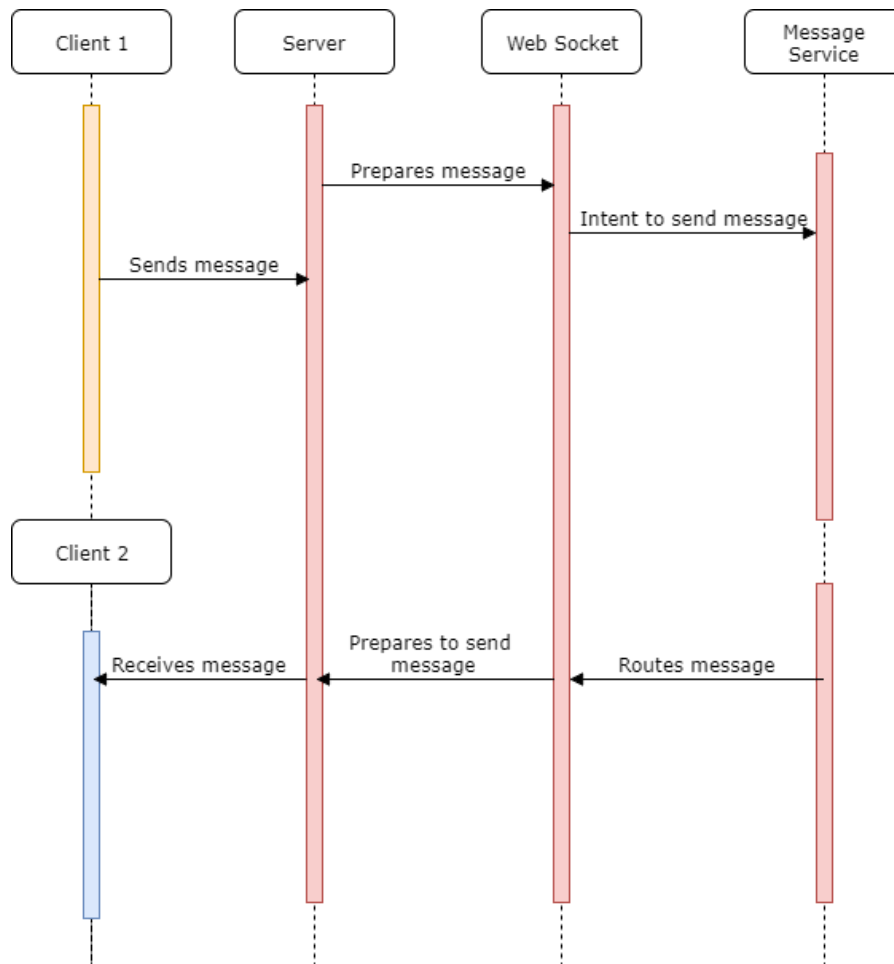 Client 1
Server
Web Socket
Message
Service
Prepares message
Intent to send message
Sends message
Client 2
Receives message
Prepares to send
message
Routes message